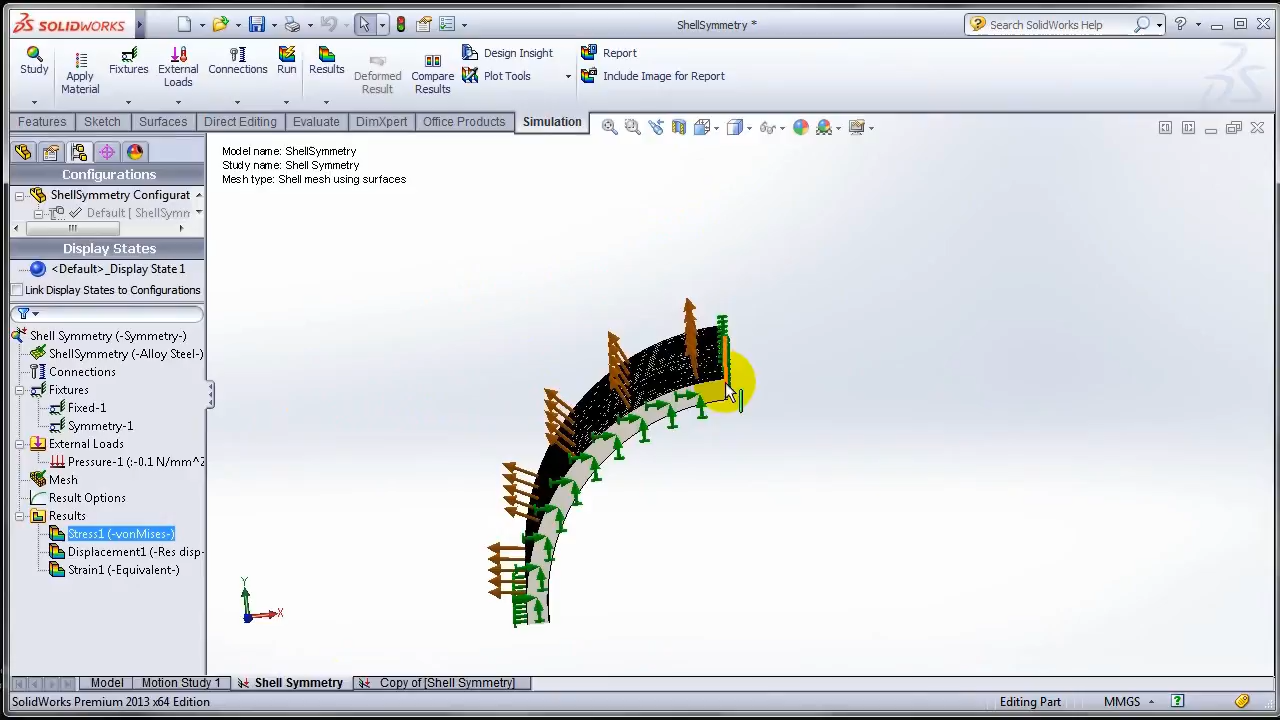 SOLIDWORKS
ShellSymmetry *
Search SolidWorks Help
Study
Apply Material
Fixtures
External Loads
Connections
Run
Results
Deformed Result
Compare Results
Design Insight
Plot Tools
Report
Include Image for Report
Features
Sketch
Surfaces
Direct Editing
Evaluate
DimXpert
Office Products
Simulation
Configurations
ShellSymmetry Configurat
Default [ ShellSymm
Display States
<Default>_Display State 1
Link Display States to Configurations
Shell Symmetry (-Symmetry-)
ShellSymmetry (-Alloy Steel-)
Connections
Fixtures
Fixed-1
Symmetry-1
External Loads
Pressure-1 (:-0.1 N/mm^2
Mesh
Result Options
Results
Stress1 (-vonMises-)
Displacement1 (-Res disp-
Strain1 (-Equivalent-)
Model name: ShellSymmetry
Study name: Shell Symmetry
Mesh type: Shell mesh using surfaces
Y
X
Model
Motion Study 1
Shell Symmetry
Copy of [Shell Symmetry]
SolidWorks Premium 2013 x64 Edition
Editing Part
MMGS